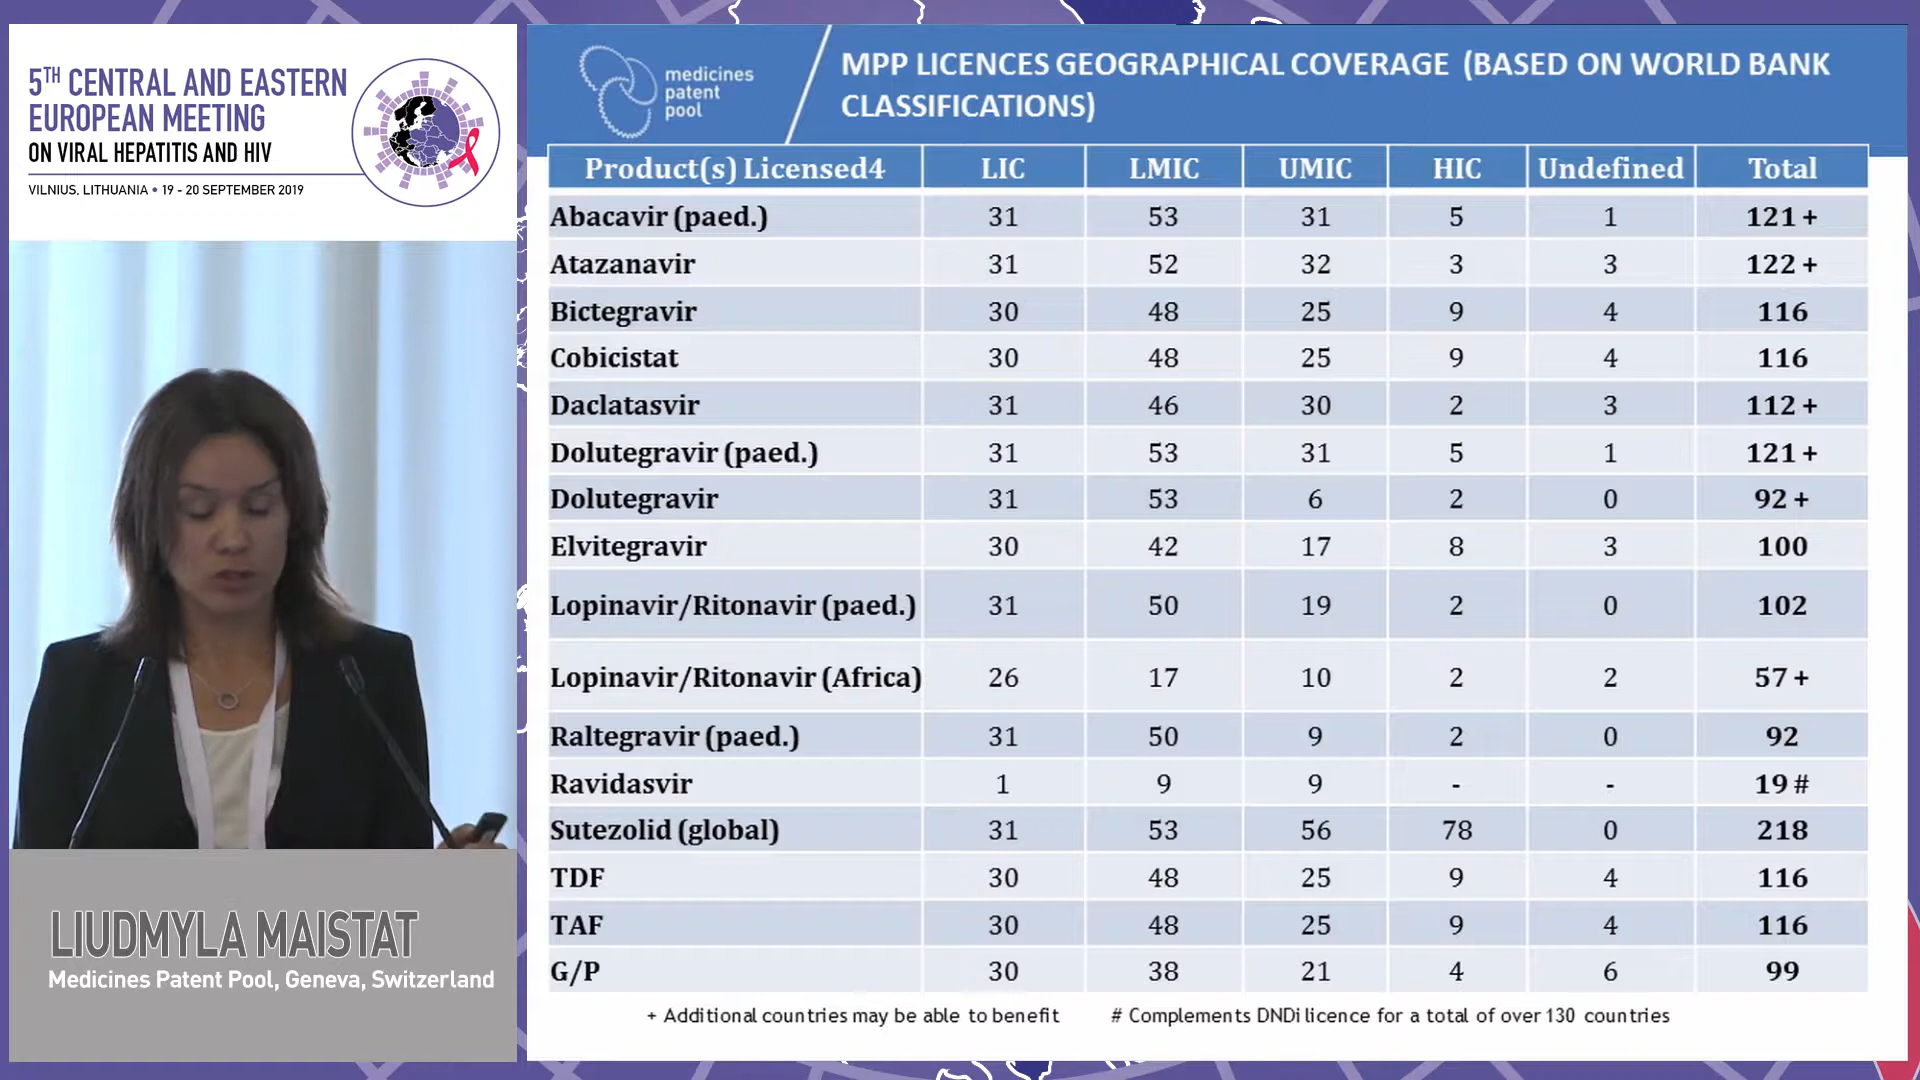 5TH CENTRAL AND EASTERN
EUROPEAN MEETING
ON VIRAL HEPATITIS AND HIV
VILNIUS, LITHUANIA • 19 - 20 SEPTEMBER 2019
LIUDMYLA MAISTAT
Medicines Patent Pool, Geneva, Switzerland
medicines
patent
pool
MPP LICENCES GEOGRAPHICAL COVERAGE (BASED ON WORLD BANK
CLASSIFICATIONS)
Product(s) Licensed4 LIC LMIC UMIC HIC Undefined Total
Abacavir (paed.) 31 53 31 5 1 121 +
Atazanavir 31 52 32 3 3 122 +
Bictegravir 30 48 25 9 4 116
Cobicistat 30 48 25 9 4 116
Daclatasvir 31 46 30 2 3 112 +
Dolutegravir (paed.) 31 53 31 5 1 121 +
Dolutegravir 31 53 6 2 0 92 +
Elvitegravir 30 42 17 8 3 100
Lopinavir/Ritonavir (paed.) 31 50 19 2 0 102
Lopinavir/Ritonavir (Africa) 26 17 10 2 2 57 +
Raltegravir (paed.) 31 50 9 2 0 92
Ravidasvir 1 9 9 - - 19 #
Sutezolid (global) 31 53 56 78 0 218
TDF 30 48 25 9 4 116
TAF 30 48 25 9 4 116
G/P 30 38 21 4 6 99
+ Additional countries may be able to benefit # Complements DNDi licence for a total of over 130 countries